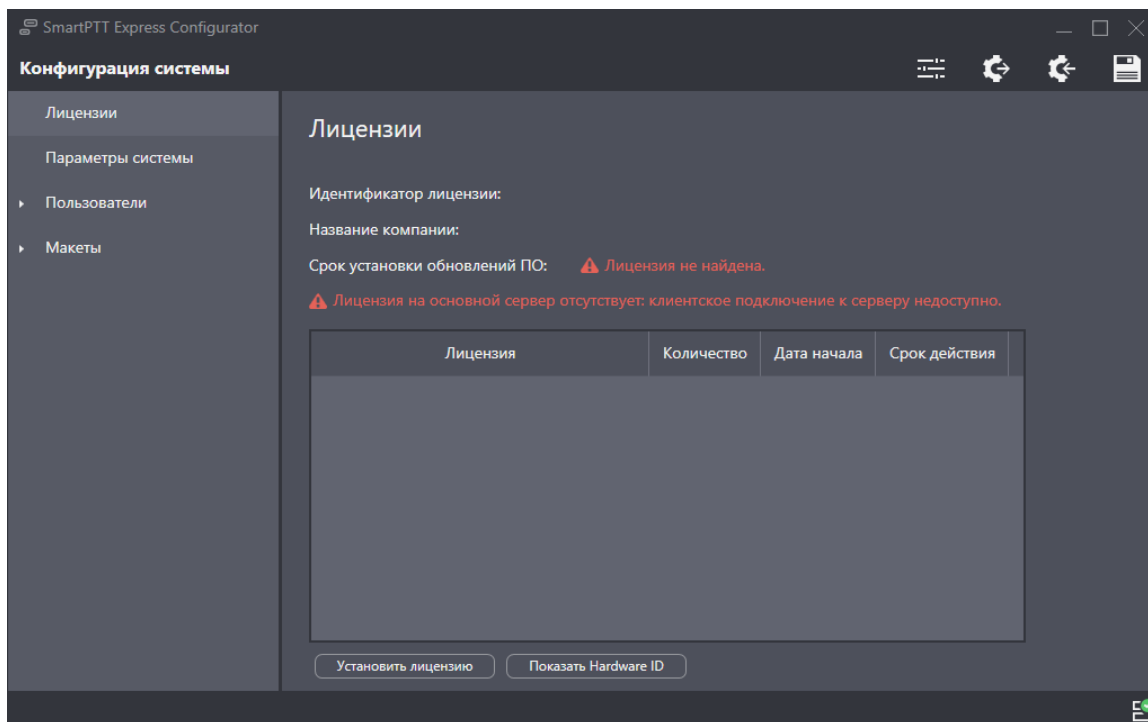 SmartPTT Express Configurator
Конфигурация системы
Лицензии
Параметры системы
Пользователи
Макеты
Лицензии
Идентификатор лицензии:
Название компании:
Срок установки обновлений ПО: Лицензия не найдена.
Лицензия на основной сервер отсутствует: клиентское подключение к серверу недоступно.
Лицензия Количество Дата начала Срок действия
Установить лицензию Показать Hardware ID